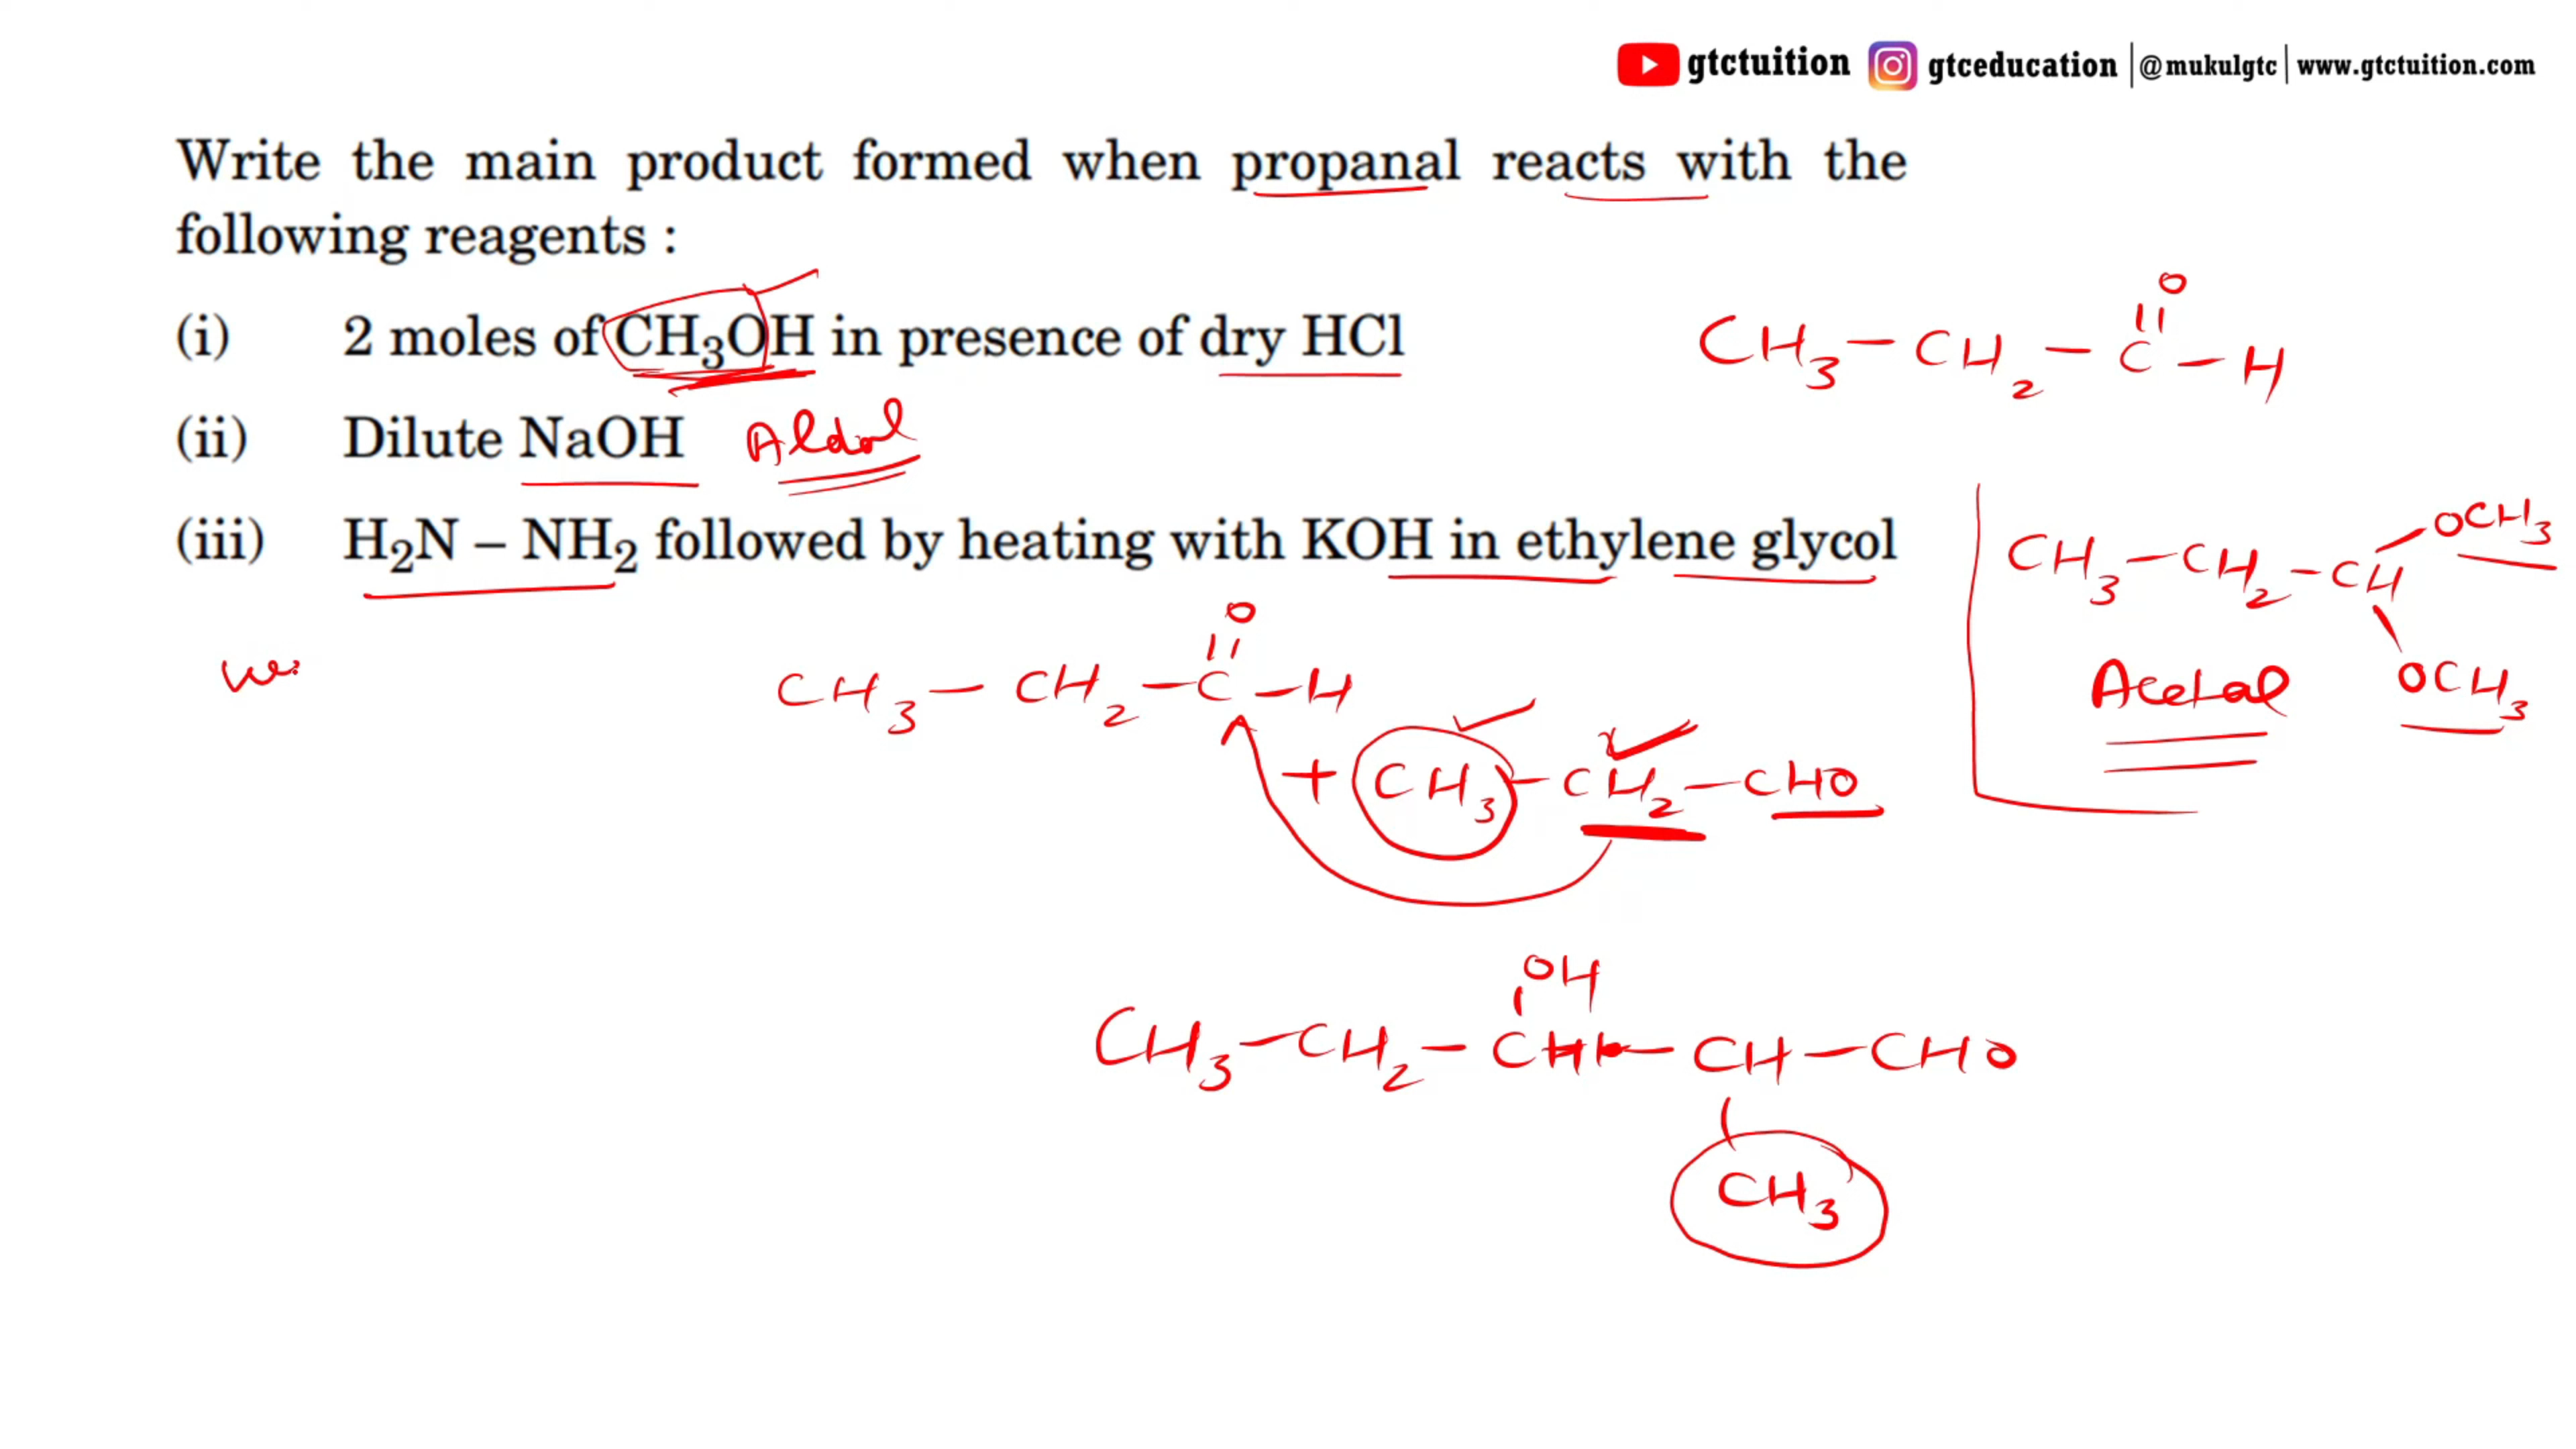 gtctuition gtceducation |@mukulgtc| www.gtctuition.com
Write the main product formed when propanal reacts with the
following reagents :
(i) 2 moles of CH₃OH in presence of dry HCl
(ii) Dilute NaOH Aldol
(iii) H₂N – NH₂ followed by heating with KOH in ethylene glycol
O
||
CH₃ – CH₂ – C – H
OCH₃
CH₃ – CH₂ – CH
OCH₃
Acetal
O
||
CH₃ – CH₂ – C – H
+ CH₃ – CH₂ – CHO
OH
CH₃ – CH₂ – CH – CH – CHO
CH₃